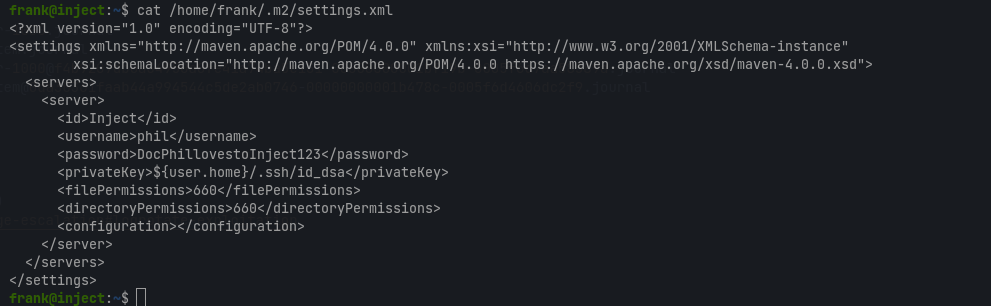 frank@inject:~$ cat /home/frank/.m2/settings.xml
<?xml version="1.0" encoding="UTF-8"?>
<settings xmlns="http://maven.apache.org/POM/4.0.0" xmlns:xsi="http://www.w3.org/2001/XMLSchema-instance"
        xsi:schemaLocation="http://maven.apache.org/POM/4.0.0 https://maven.apache.org/xsd/maven-4.0.0.xsd">
  <servers>
    <server>
      <id>Inject</id>
      <username>phil</username>
      <password>DocPhillovestoInject123</password>
      <privateKey>${user.home}/.ssh/id_dsa</privateKey>
      <filePermissions>660</filePermissions>
      <directoryPermissions>660</directoryPermissions>
      <configuration></configuration>
    </server>
  </servers>
</settings>
frank@inject:~$